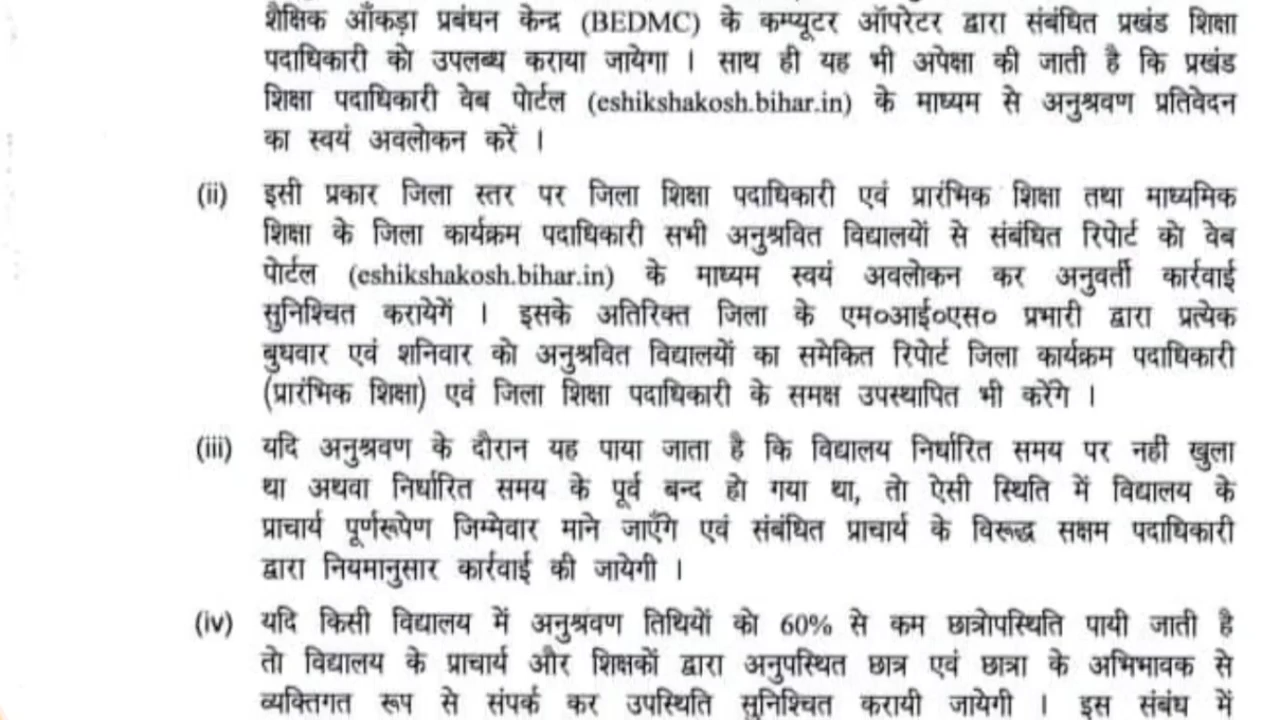 शैक्षिक आँकड़ा प्रबंधन केन्द्र (BEDMC) के कम्प्यूटर ऑपरेटर द्वारा संबंधित प्रखंड शिक्षा
पदाधिकारी को उपलब्ध कराया जायेगा । साथ ही यह भी अपेक्षा की जाती है कि प्रखंड
शिक्षा पदाधिकारी वेब पोर्टल (eshikshakosh.bihar.in) के माध्यम से अनुश्रवण प्रतिवेदन
का स्वयं अवलोकन करें ।
(ii) इसी प्रकार जिला स्तर पर जिला शिक्षा पदाधिकारी एवं प्रारंभिक शिक्षा तथा माध्यमिक
शिक्षा के जिला कार्यक्रम पदाधिकारी सभी अनुश्रवित विद्यालयों से संबंधित रिपोर्ट को वेब
पोर्टल (eshikshakosh.bihar.in) के माध्यम स्वयं अवलोकन कर अनुवर्ती कार्रवाई
सुनिश्चित करायेगें । इसके अतिरिक्त जिला के एम०आई०एस० प्रभारी द्वारा प्रत्येक
बुधवार एवं शनिवार को अनुश्रवित विद्यालयों का समेकित रिपोर्ट जिला कार्यक्रम पदाधिकारी
(प्रारंभिक शिक्षा) एवं जिला शिक्षा पदाधिकारी के समक्ष उपस्थापित भी करेंगे ।
(iii) यदि अनुश्रवण के दौरान यह पाया जाता है कि विद्यालय निर्धारित समय पर नही खुला
था अथवा निर्धारित समय के पूर्व बन्द हो गया था, तो ऐसी स्थिति में विद्यालय के
प्राचार्य पूर्णरूपेण जिम्मेवार माने जाएँगे एवं संबंधित प्राचार्य के विरूद्ध सक्षम पदाधिकारी
द्वारा नियमानुसार कार्रवाई की जायेगी ।
(iv) यदि किसी विद्यालय में अनुश्रवण तिथियों को 60% से कम छात्रोपस्थिति पायी जाती है
तो विद्यालय के प्राचार्य और शिक्षकों द्वारा अनुपस्थित छात्र एवं छात्रा के अभिभावक से
व्यक्तिगत रूप से संपर्क कर उपस्थिति सुनिश्चित करायी जायेगी । इस संबंध में